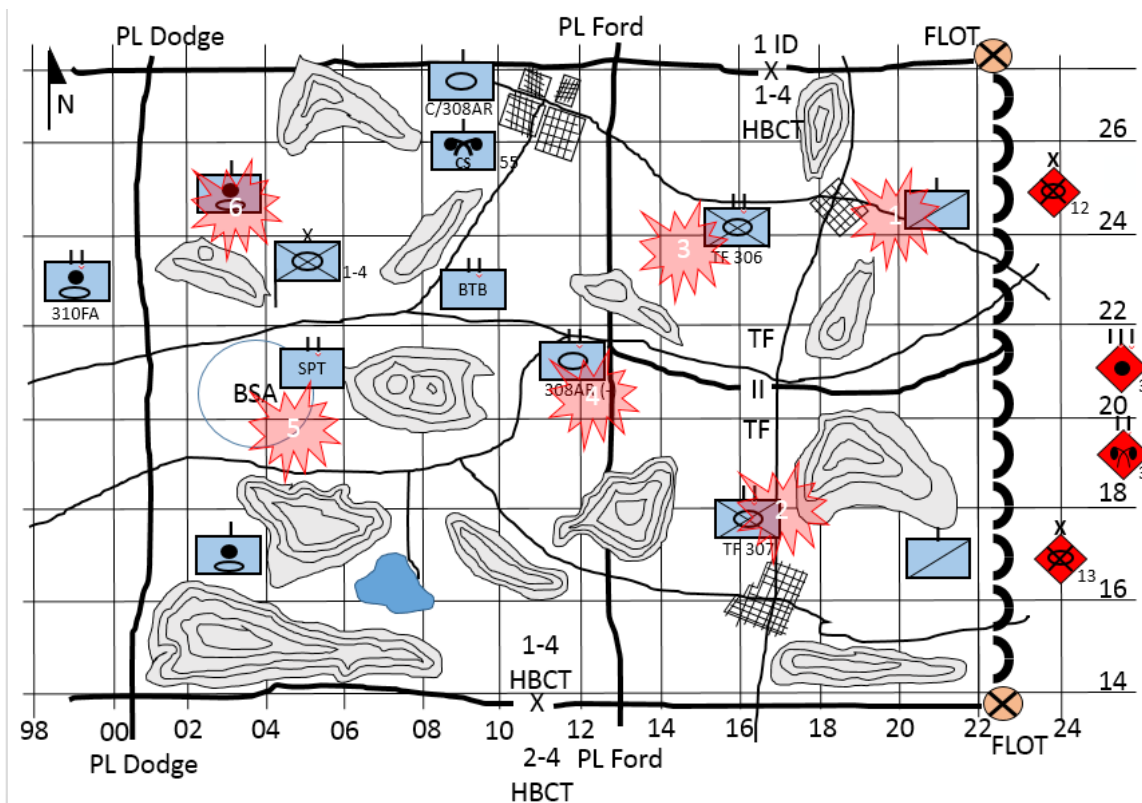 PL Dodge
PL Ford
1 ID
FLOT
X
N
I
C/308AR
1-4
HBCT
26
I
CS
55
I
6
X
1-4
II
3
TF 306
1
I
X
12
24
II
310FA
II
BTB
22
TF
III
II
SPT
BSA
5
II
308AR (-)
4
II
20
TF
II
18
I
II
2
TF 307
I
X
13
16
1-4
HBCT
X
14
98
00
02
04
06
08
10
12
14
16
18
20
22
24
PL Dodge
2-4
HBCT
PL Ford
FLOT